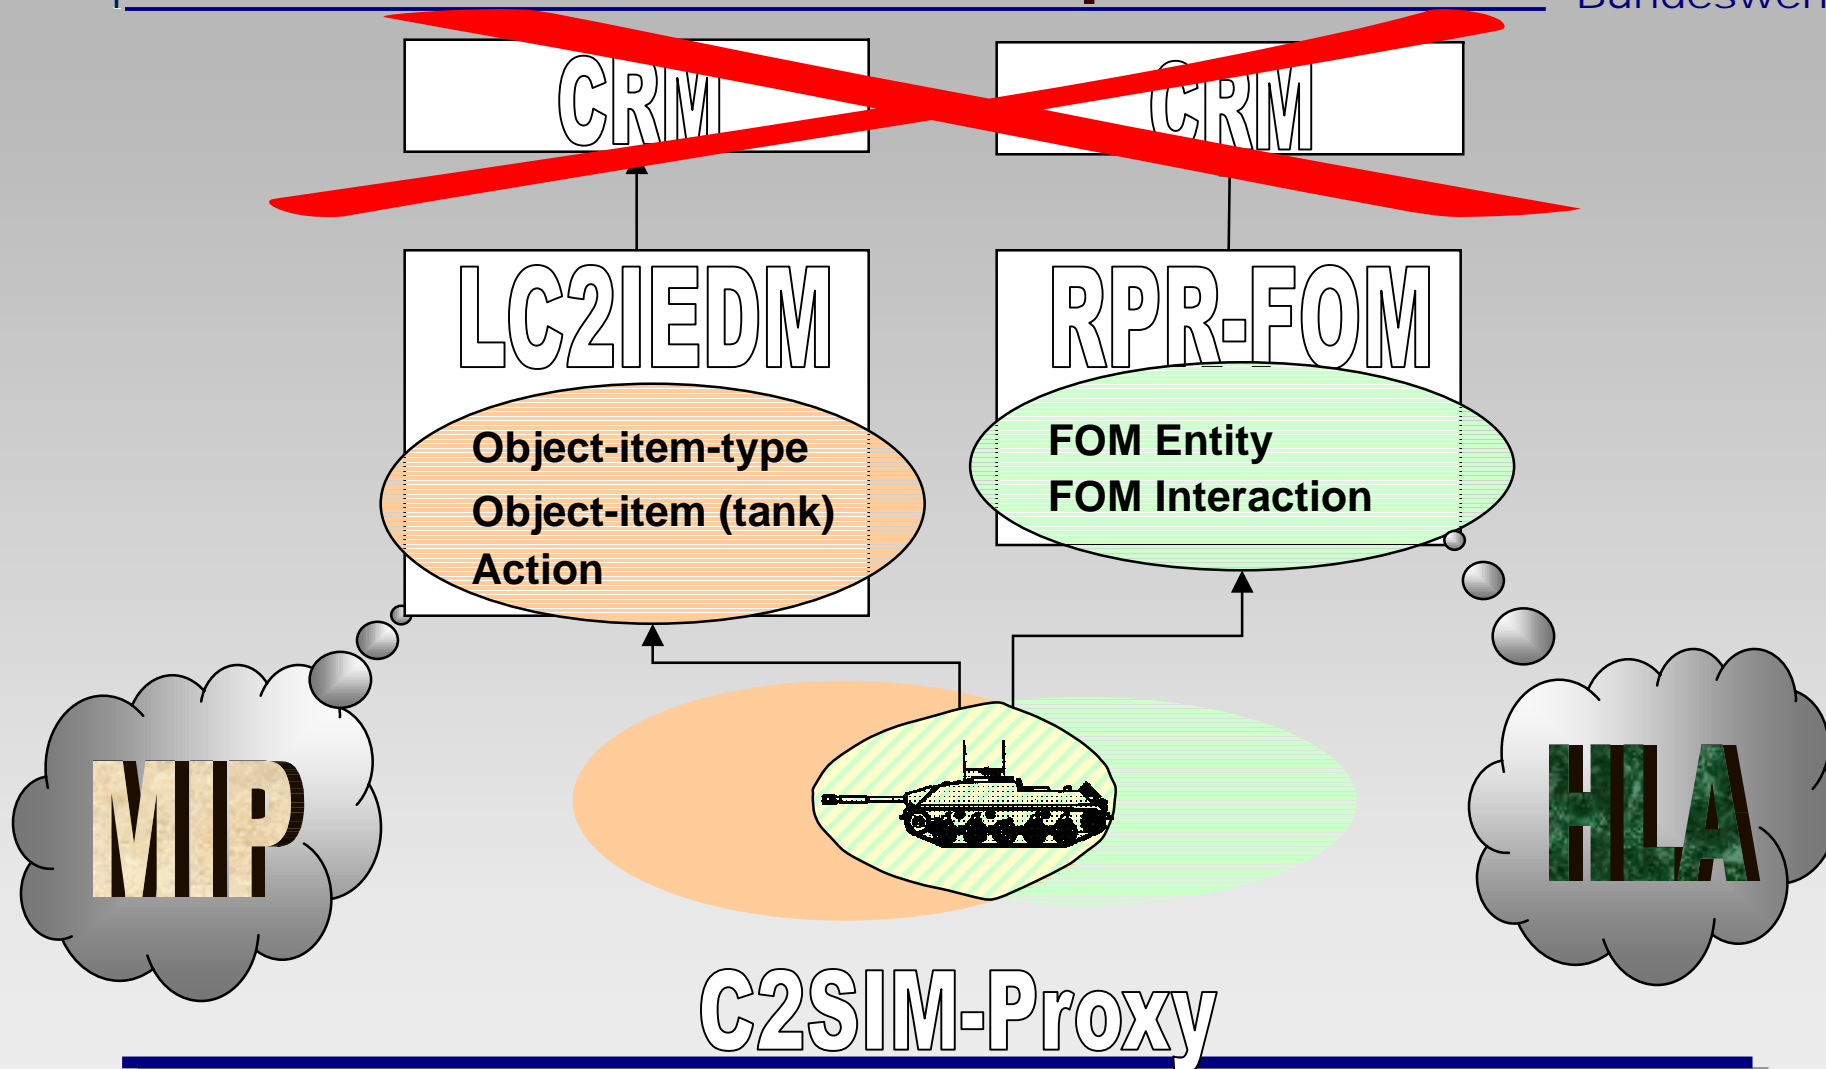 CRM
CRM
LC2IEDM
RPR-FOM
Object-item-type
Object-item (tank)
Action
FOM Entity
FOM Interaction
MIP
HLA
C2SIM-Proxy